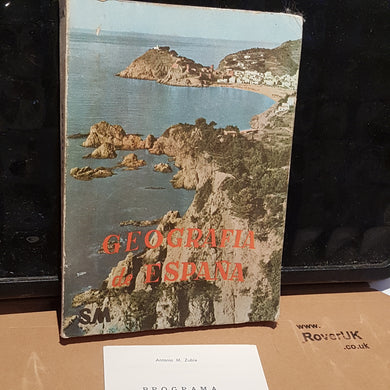 GEOGRAFIA
de ESPAÑA
SM
www.
RoverUK
.co.uk
Antonio M. Zubia
PROGRAMA